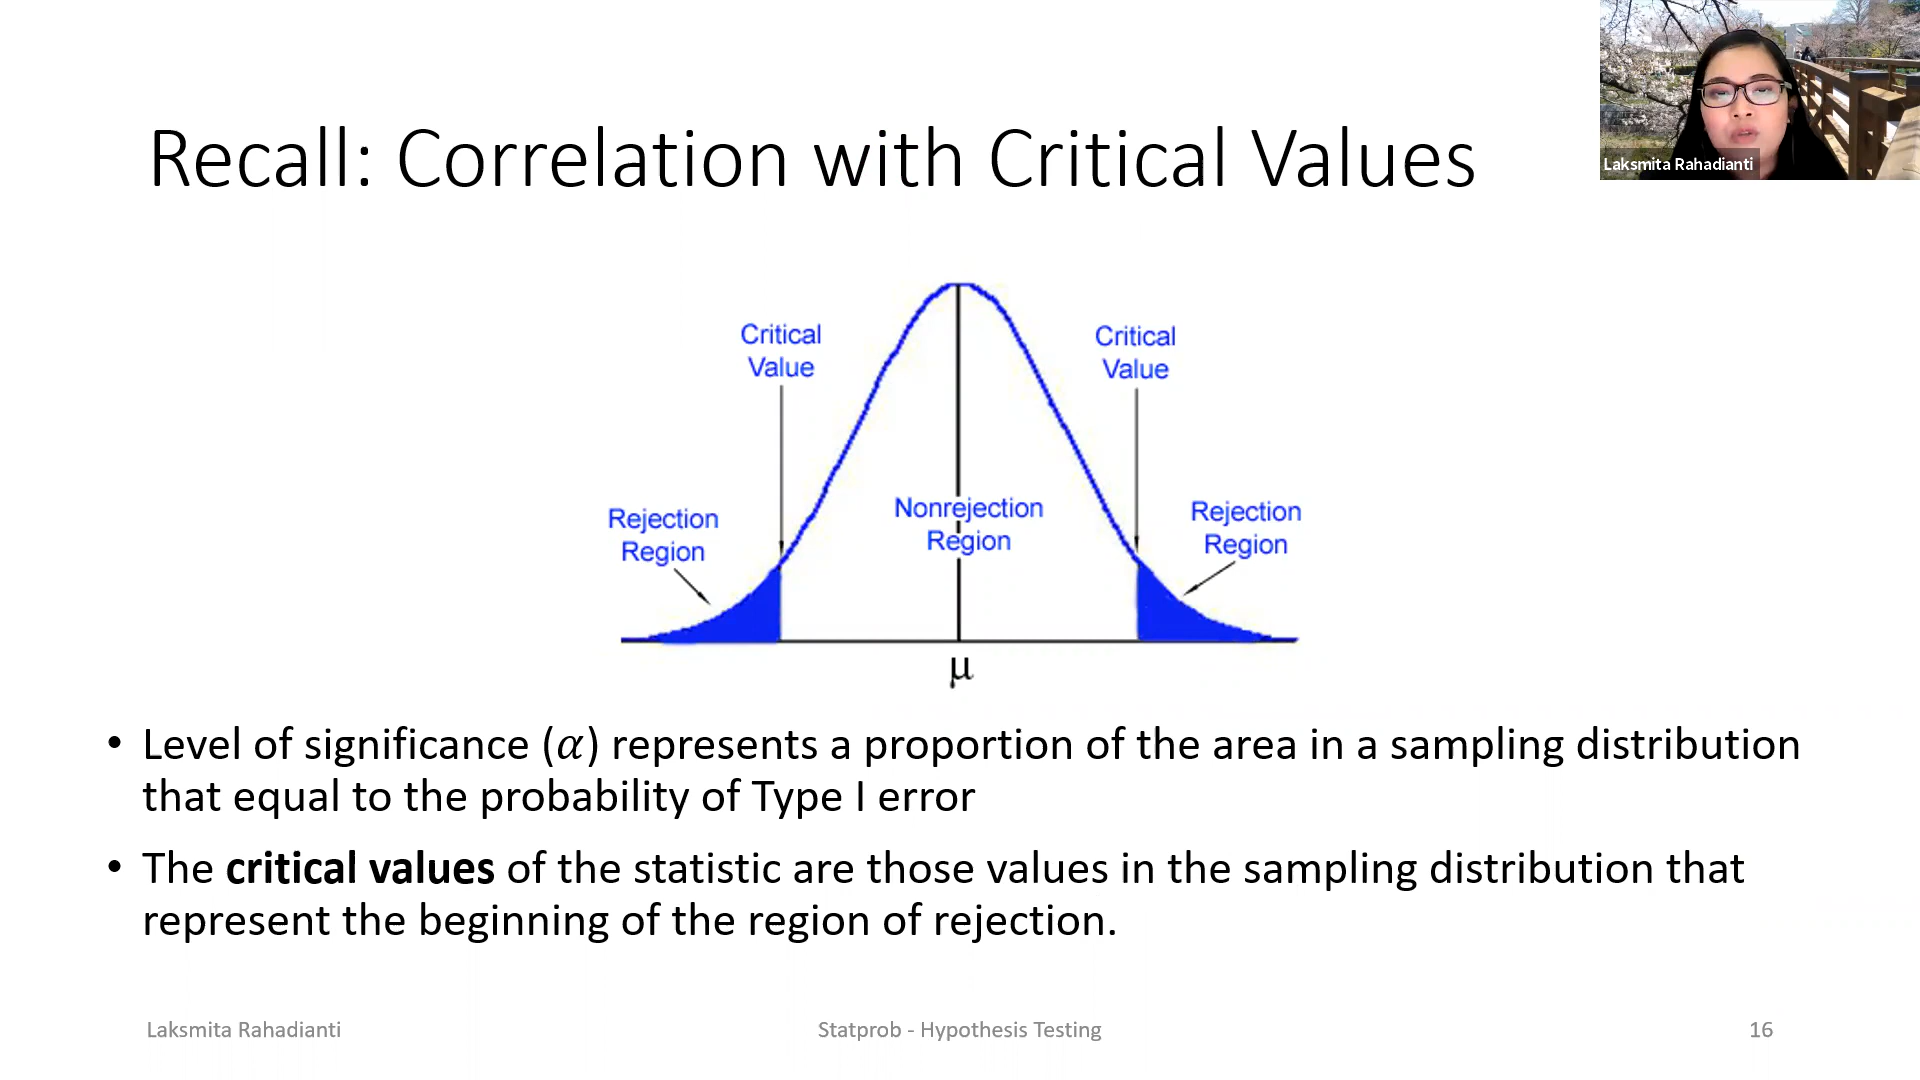 Laksmita Rahadianti
Recall: Correlation with Critical Values
Critical
Value
Critical
Value
Rejection
Region
Nonrejection
Region
Rejection
Region
μ
• Level of significance (𝛼) represents a proportion of the area in a sampling distribution
that equal to the probability of Type I error
• The critical values of the statistic are those values in the sampling distribution that
represent the beginning of the region of rejection.
Laksmita Rahadianti
Statprob - Hypothesis Testing
16